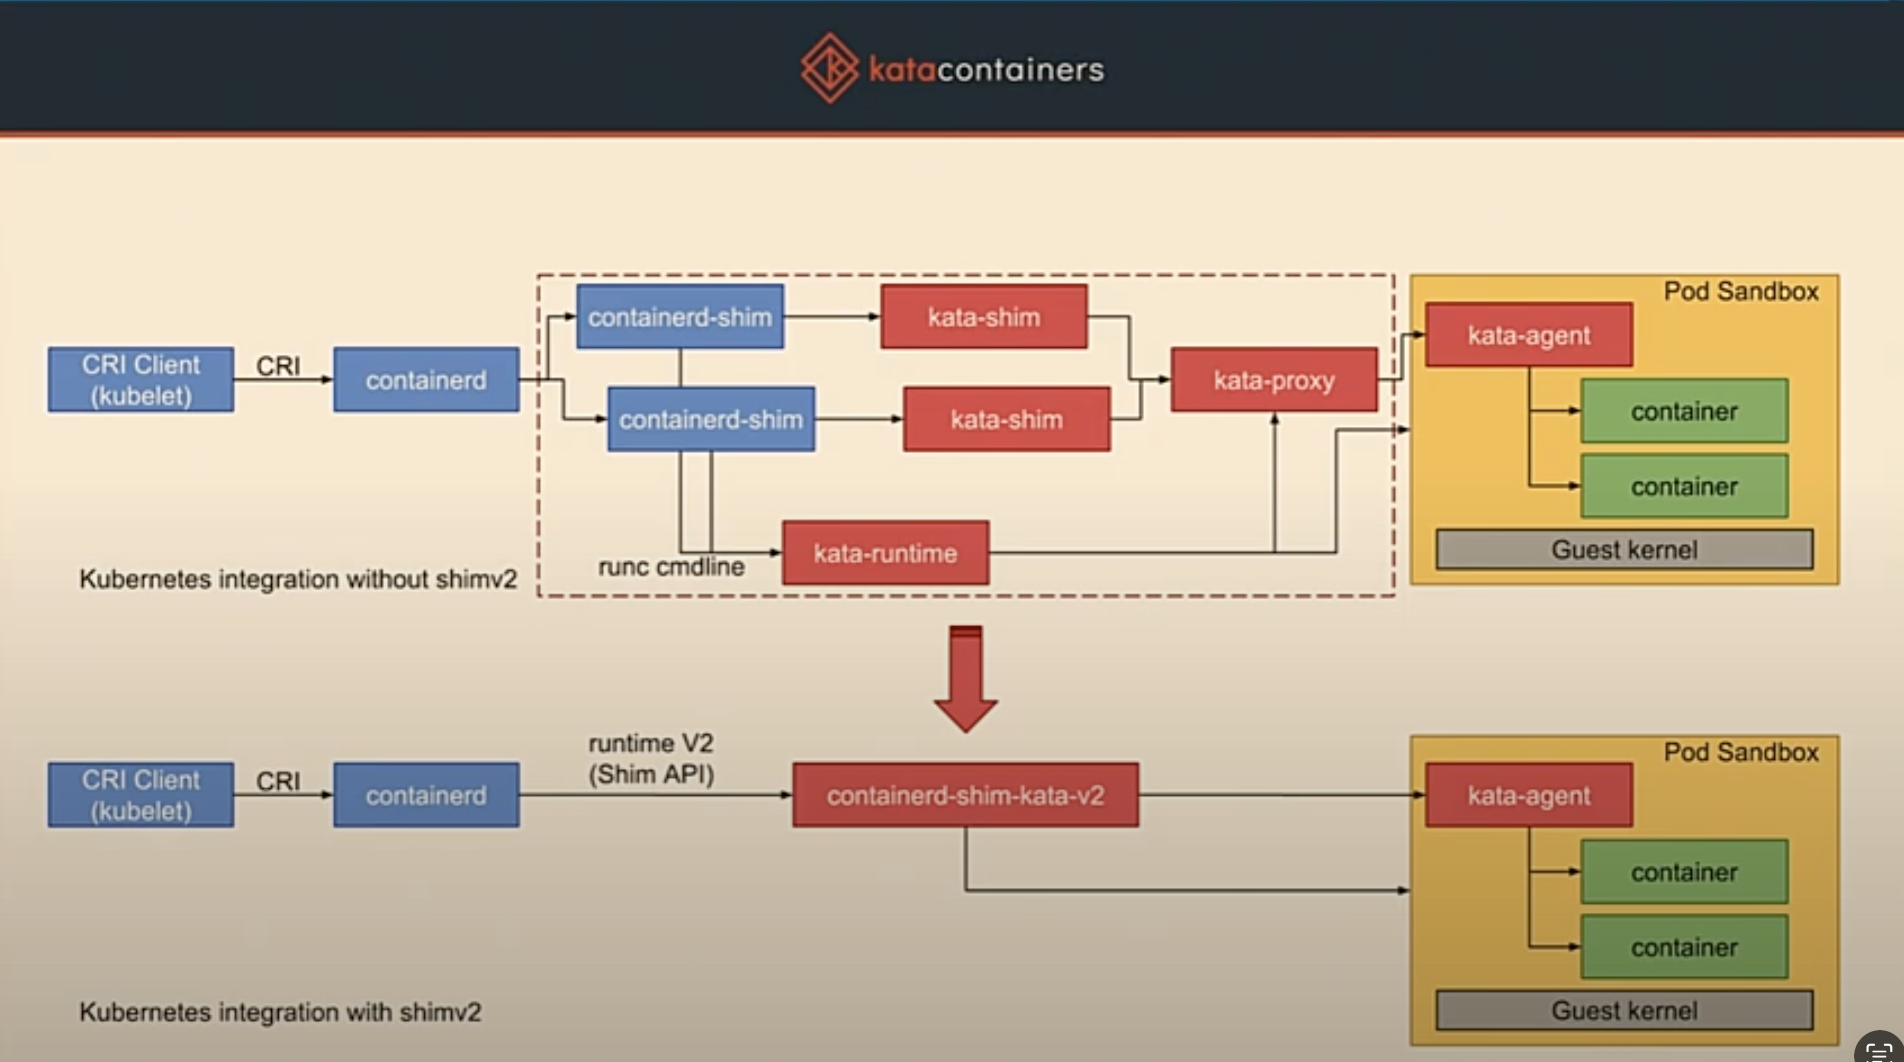 katacontainers
containerd-shim
kata-shim
Pod Sandbox
kata-agent
CRI Client
(kubelet)
CRI
containerd
containerd-shim
kata-shim
kata-proxy
container
container
Guest kernel
kata-runtime
runc cmdline
Kubernetes integration without shimv2
CRI Client
(kubelet)
CRI
containerd
runtime V2
(Shim API)
containerd-shim-kata-v2
Pod Sandbox
kata-agent
container
container
Guest kernel
Kubernetes integration with shimv2